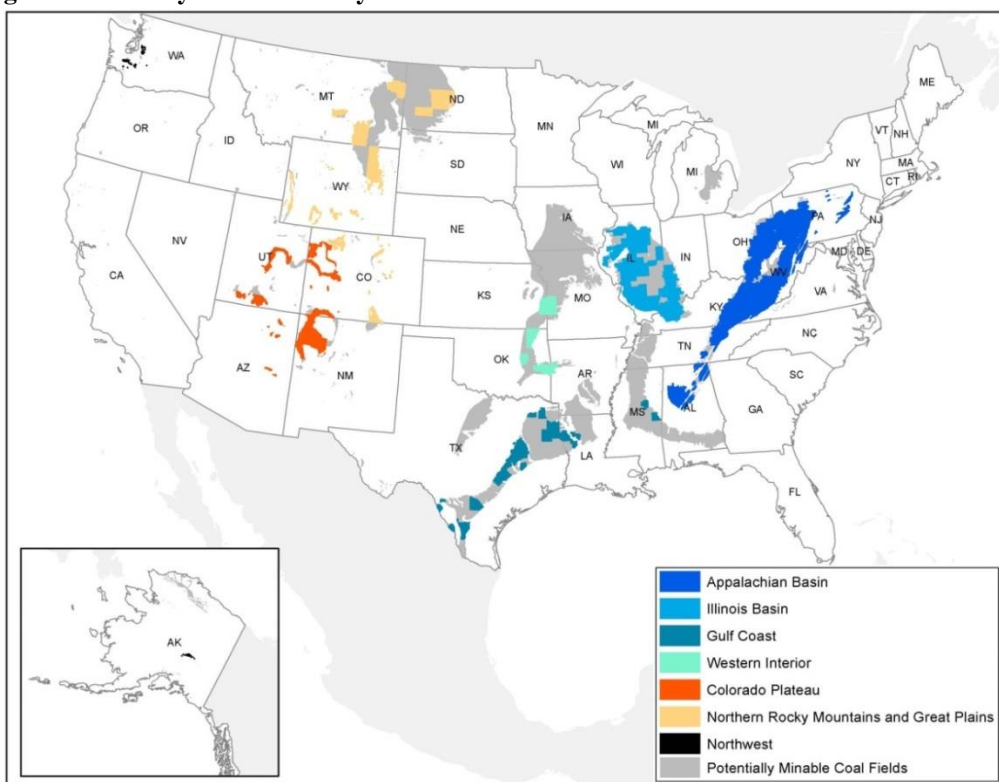 WA
MT
ND
ME
OR
ID
MN
VT
NH
SD
WI
MI
MI
NY
MA
CT
RI
WY
IA
PA
NJ
NV
UT
NE
IL
IN
OH
MD
DE
CA
CO
KS
MO
WV
KY
VA
AZ
NM
OK
AR
TN
NC
SC
TX
LA
MS
AL
GA
FL
AK
Appalachian Basin
Illinois Basin
Gulf Coast
Western Interior
Colorado Plateau
Northern Rocky Mountains and Great Plains
Northwest
Potentially Minable Coal Fields